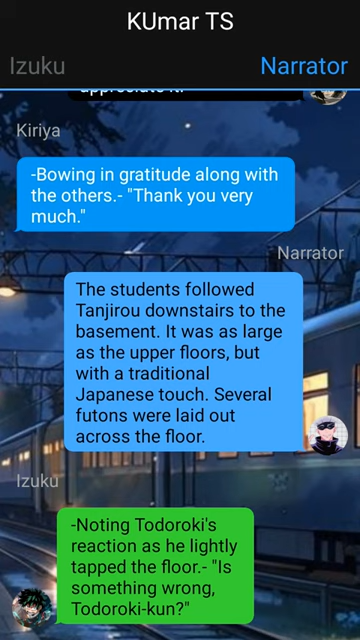 KUmar TS
Izuku
Narrator
appreciate it.
Kiriya
-Bowing in gratitude along with
the others.- "Thank you very
much."
Narrator
The students followed
Tanjirou downstairs to the
basement. It was as large
as the upper floors, but
with a traditional
Japanese touch. Several
futons were laid out
across the floor.
Izuku
-Noting Todoroki's
reaction as he lightly
tapped the floor.- "Is
something wrong,
Todoroki-kun?"